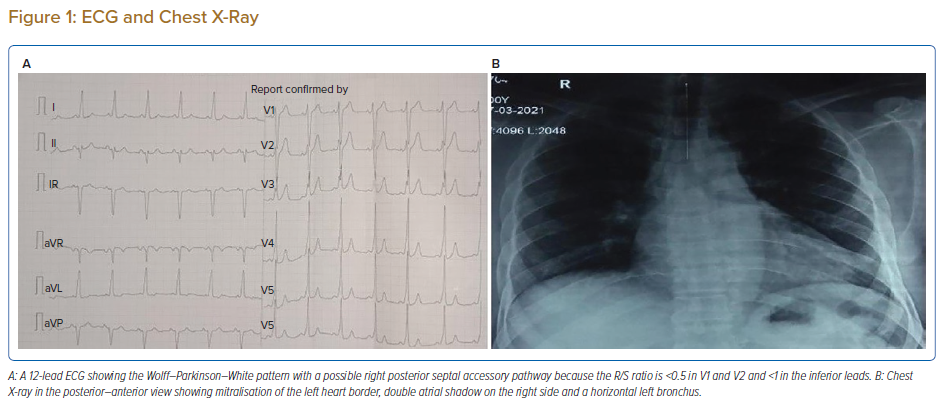 Figure 1: ECG and Chest X-Ray
A
B
Report confirmed by
I
V1
II
V2
IR
V3
aVR
V4
aVL
V5
aVP
V5
R
00Y
-03-2021
:4096 L:2048
A: A 12-lead ECG showing the Wolff–Parkinson–White pattern with a possible right posterior septal accessory pathway because the R/S ratio is <0.5 in V1 and V2 and <1 in the inferior leads. B: Chest
X-ray in the posterior–anterior view showing mitralisation of the left heart border, double atrial shadow on the right side and a horizontal left bronchus.